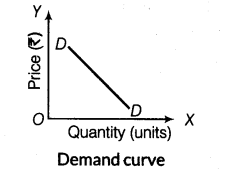 Y
Price (₹)
D
D
O
X
Quantity (units)
Demand curve